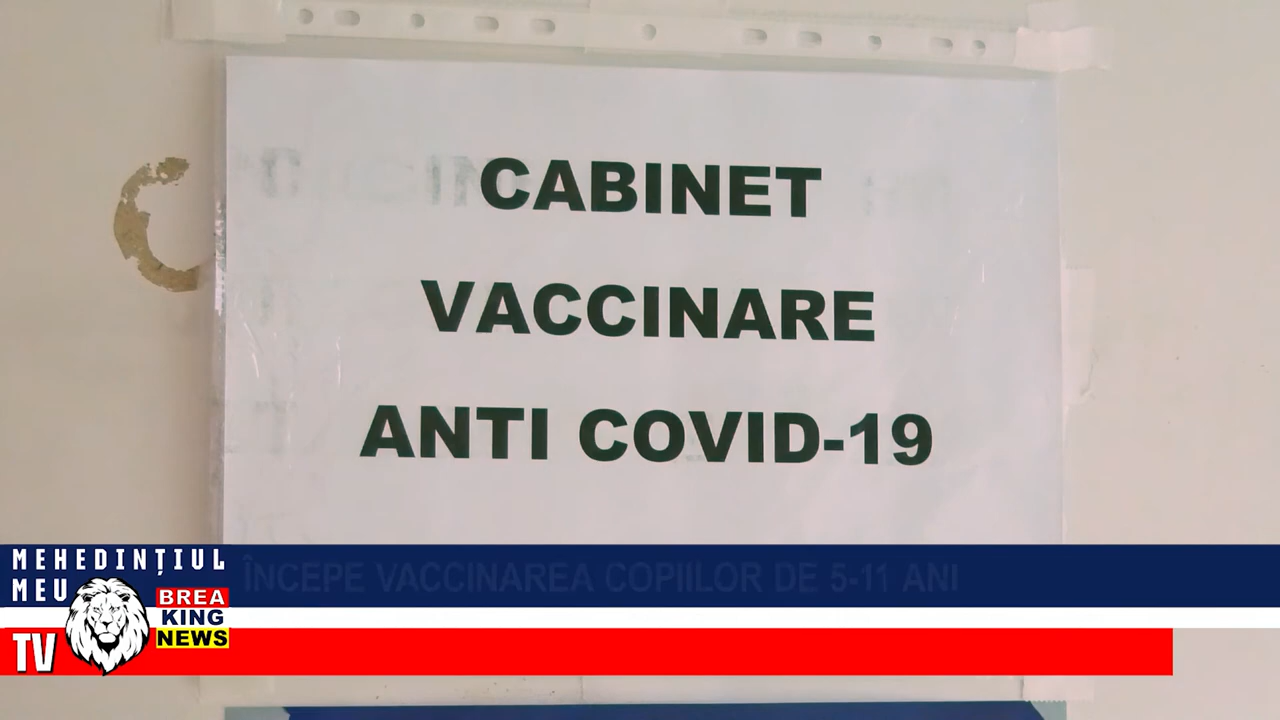 CABINET
VACCINARE
ANTI COVID-19
MEHEDINȚIUL
MEU
TV
BREA
KING
NEWS
ÎNCEPE VACCINAREA COPIILOR DE 5-11 ANI